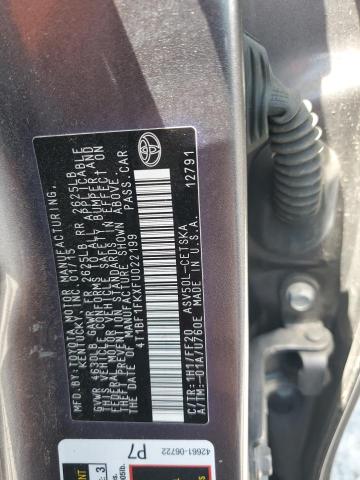 MFD.BY:TOYOTA MOTOR MANUFACTURING,
KENTUCKY,INC. 01/15
GVWR 4630LB GAWR FR 2625LB RR 2625LB
THIS VEHICLE CONFORMS TO ALL APPLICABLE
FEDERAL MOTOR VEHICLE SAFETY, BUMPER AND
THEFT PREVENTION STANDARDS IN EFFECT ON
THE DATE OF MANUFACTURE SHOWN ABOVE.
4T1BF1FKXFU022199 PASS.CAR
C/TR:1H1/FF20 ASV50L-CETSKA
A/TM:-01A/U760E MADE IN U.S.A.
12791
42661-06722
P7